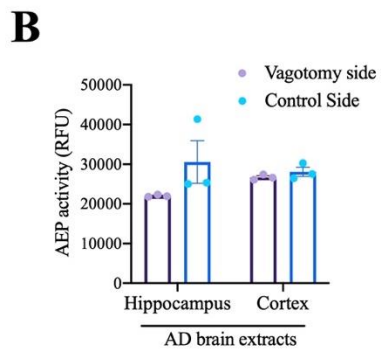 B
Vagotomy side
Control Side
AEP activity (RFU)
50000
40000
30000
20000
10000
0
Hippocampus Cortex
AD brain extracts